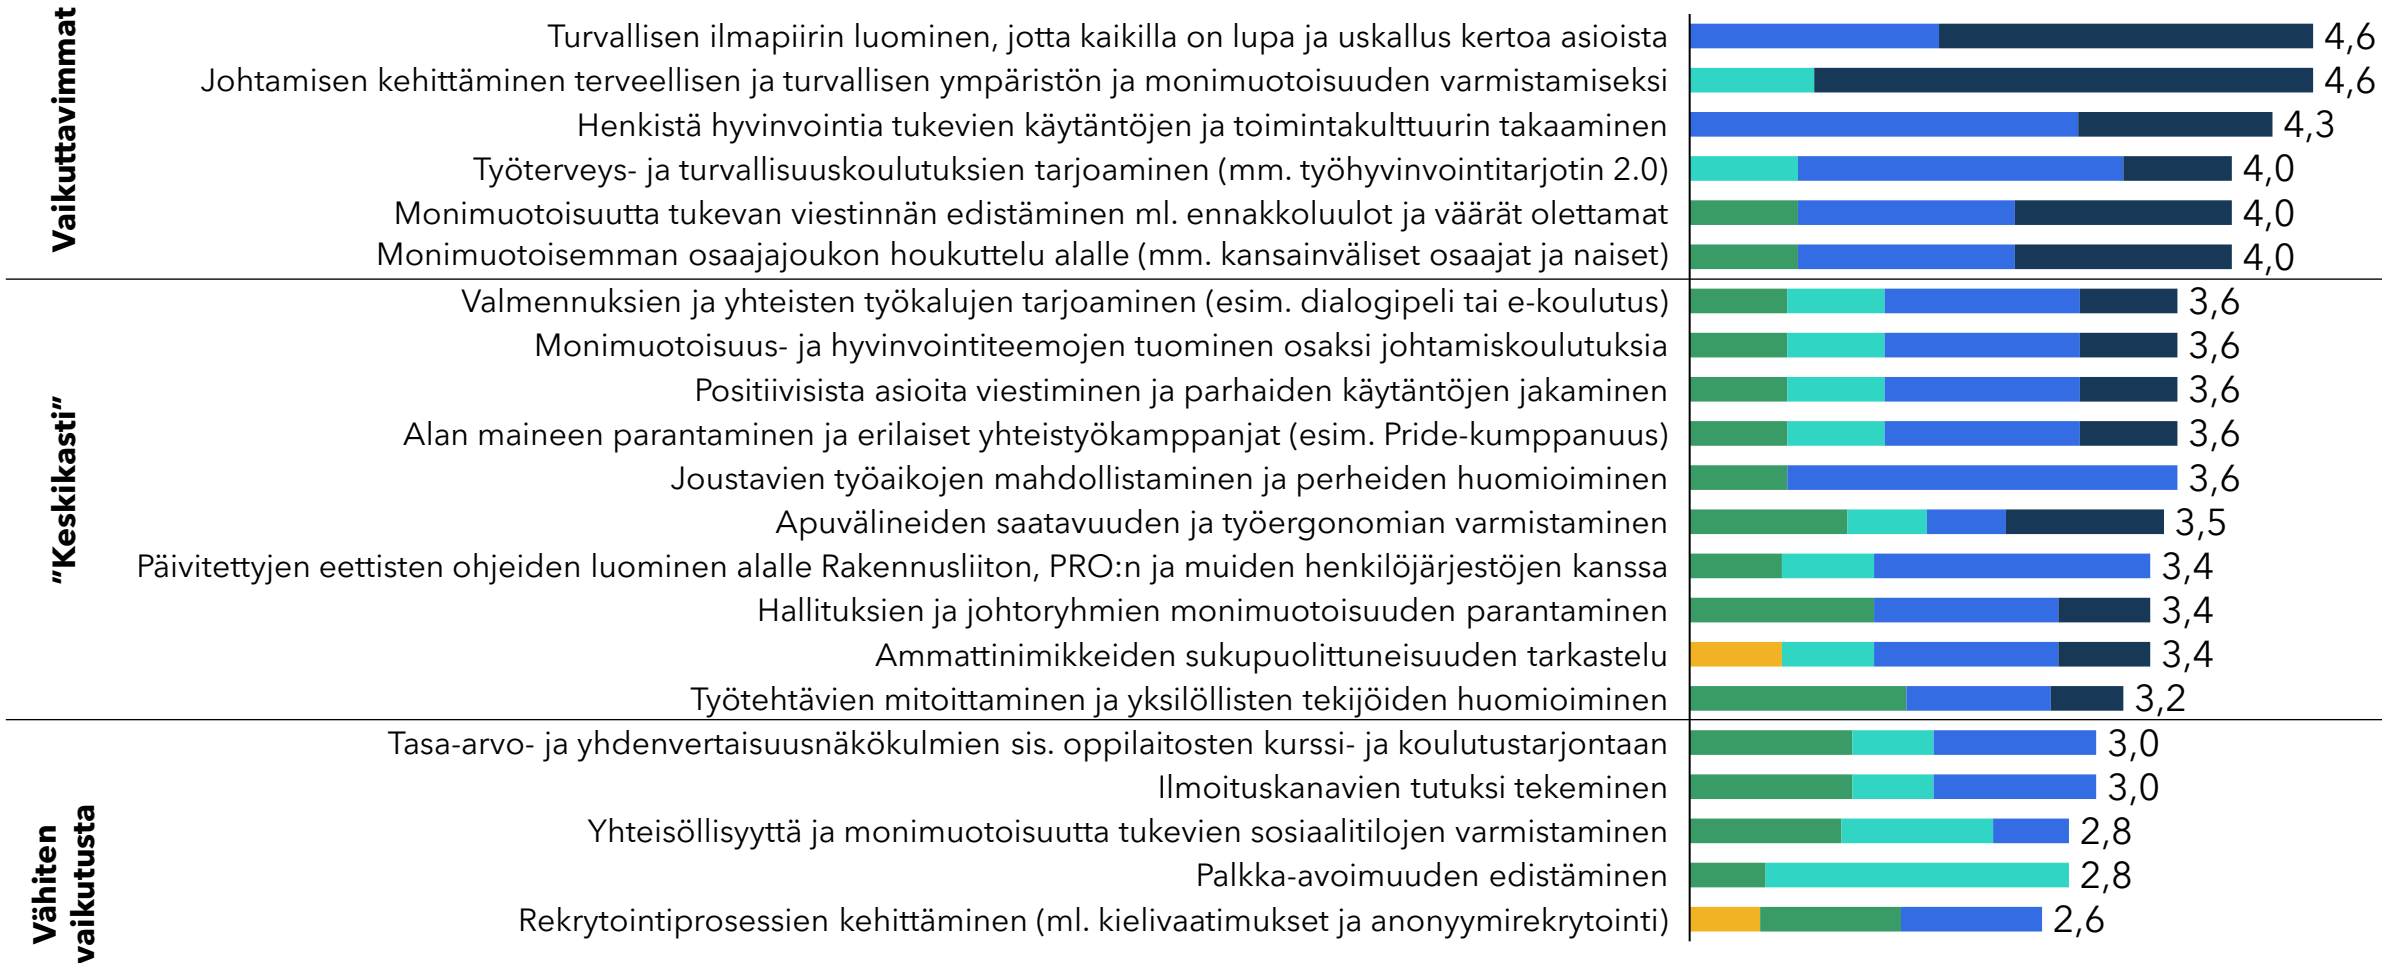 Vaikuttavimmat
Turvallisen ilmapiirin luominen, jotta kaikilla on lupa ja uskallus kertoa asioista 4,6
Johtamisen kehittäminen terveellisen ja turvallisen ympäristön ja monimuotoisuuden varmistamiseksi 4,6
Henkistä hyvinvointia tukevien käytäntöjen ja toimintakulttuurin takaaminen 4,3
Työterveys- ja turvallisuuskoulutuksien tarjoaminen (mm. työhyvinvointitarjotin 2.0) 4,0
Monimuotoisuutta tukevan viestinnän edistäminen ml. ennakkoluulot ja väärät olettamat 4,0
Monimuotoisemman osaajajoukon houkuttelu alalle (mm. kansainväliset osaajat ja naiset) 4,0
"Keskikasti"
Valmennuksien ja yhteisten työkalujen tarjoaminen (esim. dialogipeli tai e-koulutus) 3,6
Monimuotoisuus- ja hyvinvointiteemojen tuominen osaksi johtamiskoulutuksia 3,6
Positiivisista asioita viestiminen ja parhaiden käytäntöjen jakaminen 3,6
Alan maineen parantaminen ja erilaiset yhteistyökamppanjat (esim. Pride-kumppanuus) 3,6
Joustavien työaikojen mahdollistaminen ja perheiden huomioiminen 3,6
Apuvälineiden saatavuuden ja työergonomian varmistaminen 3,5
Päivitettyjen eettisten ohjeiden luominen alalle Rakennusliiton, PRO:n ja muiden henkilöjärjestöjen kanssa 3,4
Hallituksien ja johtoryhmien monimuotoisuuden parantaminen 3,4
Ammattinimikkeiden sukupuolittuneisuuden tarkastelu 3,4
Työtehtävien mitoittaminen ja yksilöllisten tekijöiden huomioiminen 3,2
Vähiten
vaikutusta
Tasa-arvo- ja yhdenvertaisuusnäkökulmien sis. oppilaitosten kurssi- ja koulutustarjontaan 3,0
Ilmoituskanavien tutuksi tekeminen 3,0
Yhteisöllisyyttä ja monimuotoisuutta tukevien sosiaalitilojen varmistaminen 2,8
Palkka-avoimuuden edistäminen 2,8
Rekrytointiprosessien kehittäminen (ml. kielivaatimukset ja anonyymirekrytointi) 2,6